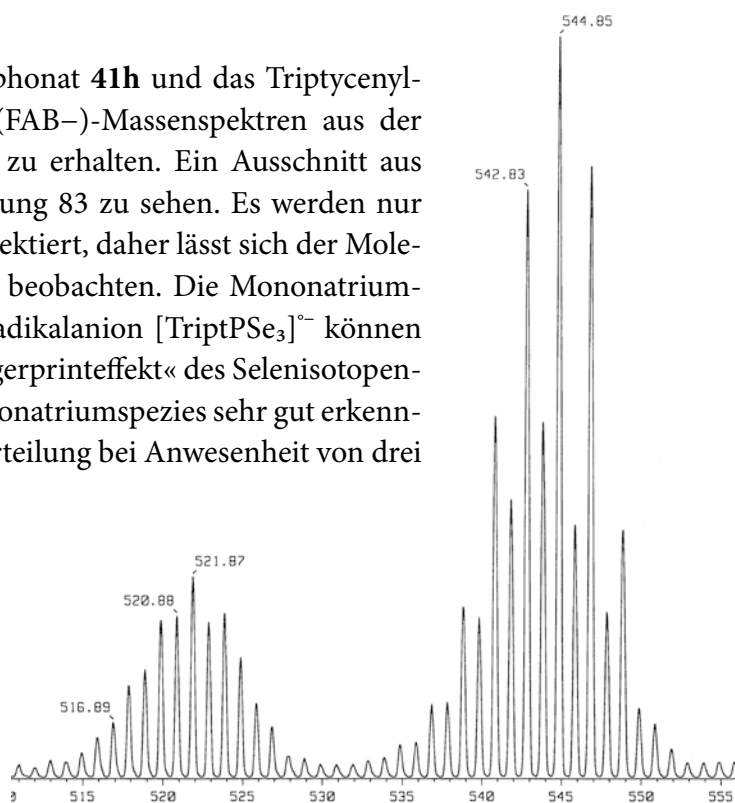 544.85
phonat 41h und das Triptycenyl-
(FAB−)-Massenspektren aus der
zu erhalten. Ein Ausschnitt aus
542.83
ung 83 zu sehen. Es werden nur
ektiert, daher lässt sich der Mole-
beobachten. Die Mononatrium-
adikalanion [TriptPSe₃]°⁻ können
gerprinteffekt« des Selenisotopen-
onatriumspezies sehr gut erkenn-
rteilung bei Anwesenheit von drei
521.87
520.88
516.89
0 515 520 525 530 535 540 545 550 555